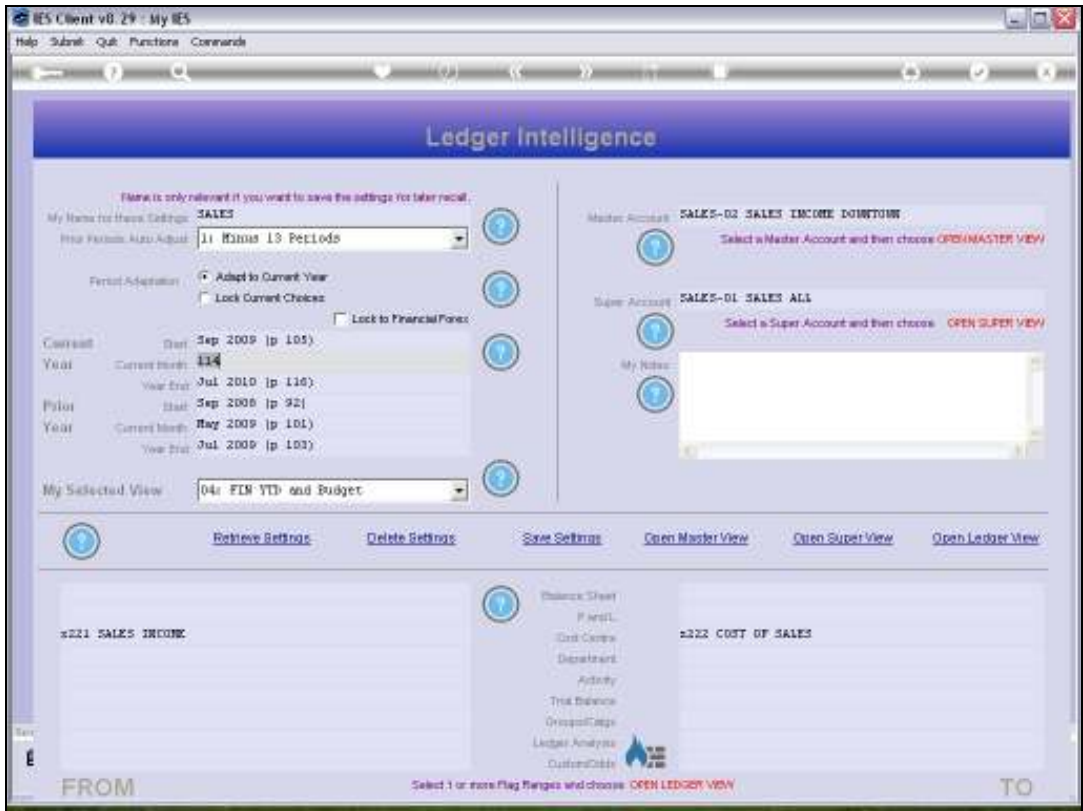 IES Client v8.29 : My IES
Help Submit Quit Functions Commands
Ledger Intelligence
Name is only relevant if you want to save the settings for later recall.
My Name for these Settings SALES
Prior Periods Auto Adjust 1: Minus 13 Periods
Period Adaptation Adapt to Current Year
Lock Current Choices
Lock to Financial Forex
Current Start Sep 2009 (p 105)
Year Current Month 114
Year End Jul 2010 (p 116)
Prior Start Sep 2008 (p 92)
Year Current Month May 2009 (p 101)
Year End Jul 2009 (p 103)
My Selected View 04: FIN YTD and Budget
Master Account SALES-02 SALES INCOME DOWNTOWN
Select a Master Account and then choose OPEN MASTER VIEW
Super Account SALES-01 SALES ALL
Select a Super Account and then choose OPEN SUPER VIEW
My Notes
Retrieve Settings Delete Settings Save Settings Open Master View Open Super View Open Ledger View
Balance Sheet
P and L
s221 SALES INCOME Cost Centre s222 COST OF SALES
Department
Activity
Trial Balance
Ledger Analysis
FROM Select 1 or more Flag Ranges and choose OPEN LEDGER VIEW TO